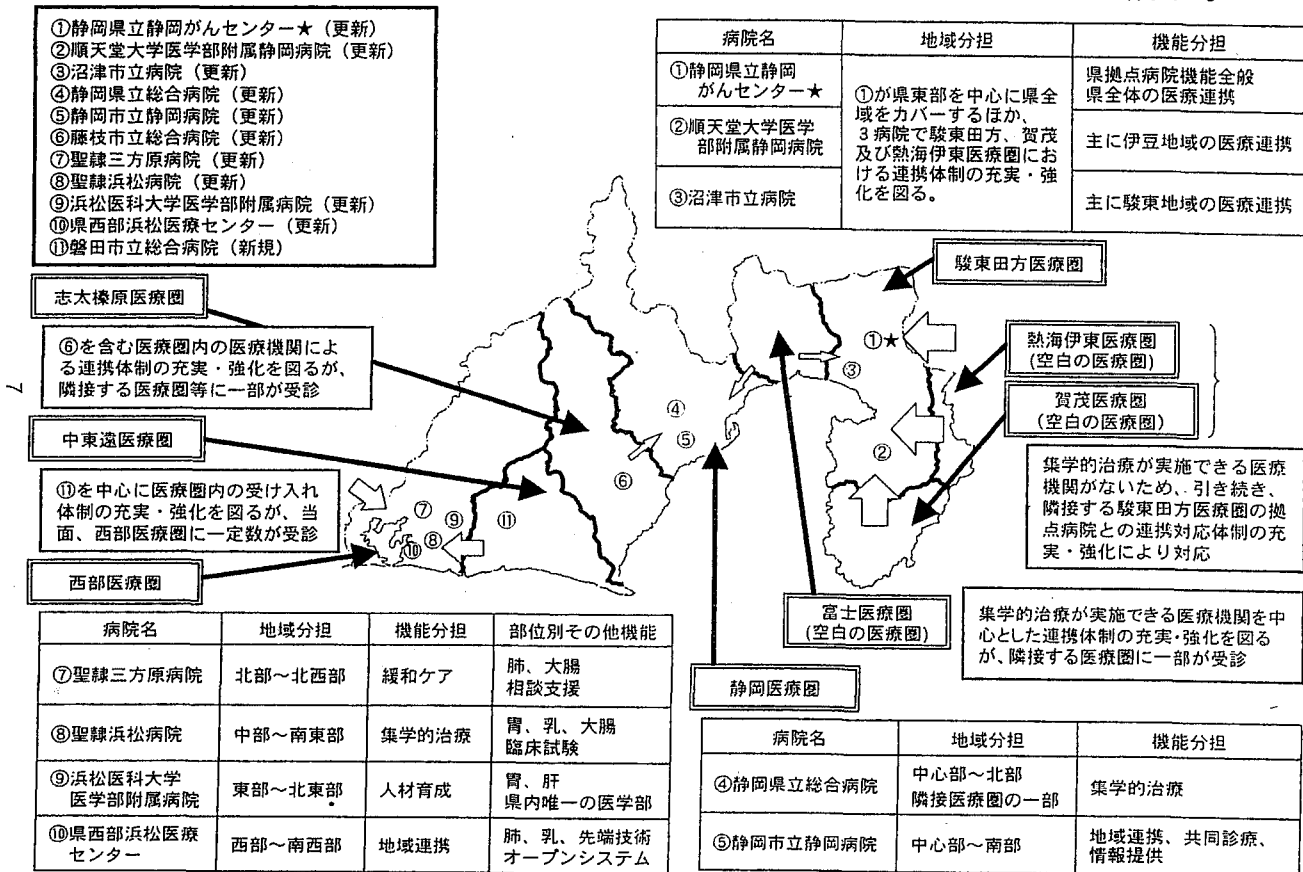 ①静岡県立静岡がんセンター★（更新）
②順天堂大学医学部附属静岡病院（更新）
③沼津市立病院（更新）
④静岡県立総合病院（更新）
⑤静岡市立静岡病院（更新）
⑥藤枝市立総合病院（更新）
⑦聖隷三方原病院（更新）
⑧聖隷浜松病院（更新）
⑨浜松医科大学医学部附属病院（更新）
⑩県西部浜松医療センター（更新）
⑪磐田市立総合病院（新規）
病院名 地域分担 機能分担
①静岡県立静岡
がんセンター★
①が県東部を中心に県全
域をカバーするほか、
３病院で駿東田方、賀茂
及び熱海伊東医療圏にお
ける連携体制の充実・強
化を図る。
県拠点病院機能全般
県全体の医療連携
②順天堂大学医学
部附属静岡病院
主に伊豆地域の医療連携
③沼津市立病院
主に駿東地域の医療連携
駿東田方医療圏
志太榛原医療圏
⑥を含む医療圏内の医療機関によ
る連携体制の充実・強化を図るが、
隣接する医療圏等に一部が受診
熱海伊東医療圏
(空白の医療圏)
賀茂医療圏
(空白の医療圏)
集学的治療が実施できる医療
機関がないため、引き続き、
隣接する駿東田方医療圏の拠
点病院との連携対応体制の充
実・強化により対応
中東遠医療圏
⑪を中心に医療圏内の受け入れ
体制の充実・強化を図るが、当
面、西部医療圏に一定数が受診
西部医療圏
①★
③
②
④
⑤
⑥
⑦
⑨
⑪
⑧
⑩
7
富士医療圏
(空白の医療圏)
集学的治療が実施できる医療機関を中
心とした連携体制の充実・強化を図る
が、隣接する医療圏に一部が受診
静岡医療圏
病院名 地域分担 機能分担 部位別その他機能
⑦聖隷三方原病院 北部～北西部 緩和ケア 肺、大腸
相談支援
⑧聖隷浜松病院 中部～南東部 集学的治療 胃、乳、大腸
臨床試験
⑨浜松医科大学
医学部附属病院 東部～北東部 人材育成 胃、肝
県内唯一の医学部
⑩県西部浜松医療
センター 西部～南西部 地域連携 肺、乳、先端技術
オープンシステム
病院名 地域分担 機能分担
④静岡県立総合病院 中心部～北部
隣接医療圏の一部 集学的治療
⑤静岡市立静岡病院 中心部～南部 地域連携、共同診療、
情報提供